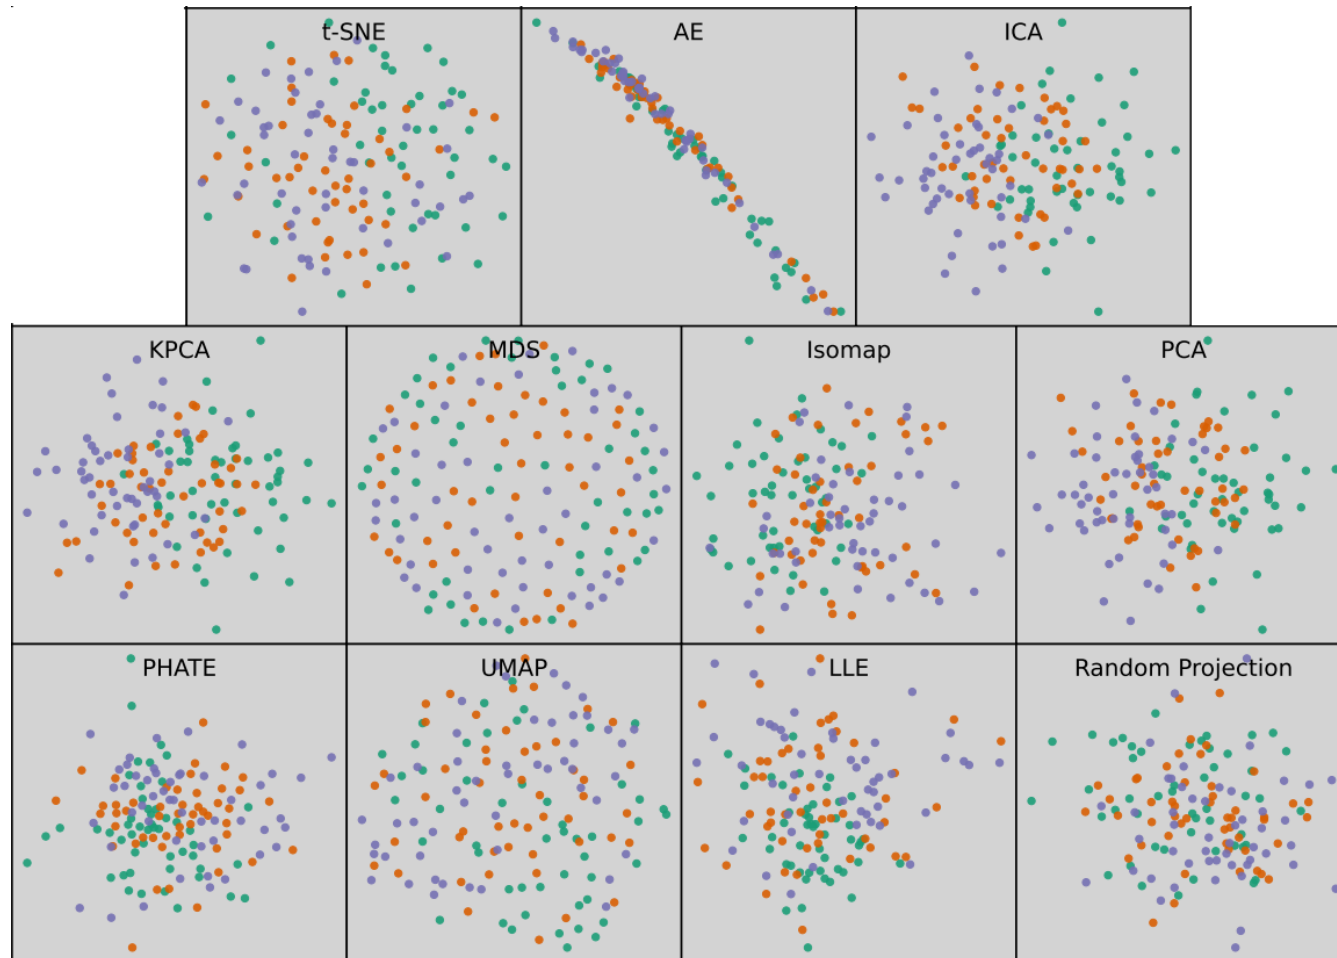 t-SNE
AE
ICA
KPCA
MDS
Isomap
PCA
PHATE
UMAP
LLE
Random Projection